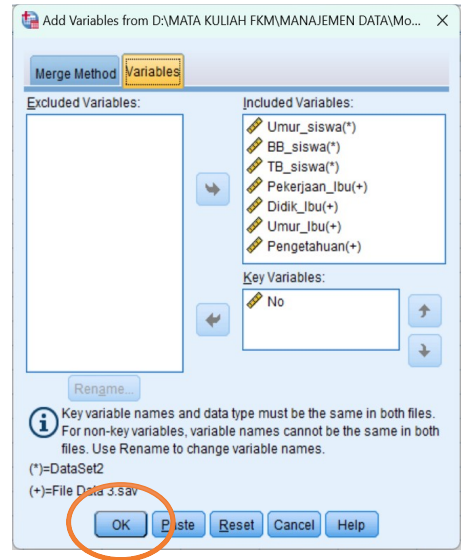 Add Variables from D:\MATA KULIAH FKM\MANAJEMEN DATA\Mo...
Merge Method Variables
Excluded Variables:
Included Variables:
Umur_siswa(*)
BB_siswa(*)
TB_siswa(*)
Pekerjaan_Ibu(+)
Didik_Ibu(+)
Umur_Ibu(+)
Pengetahuan(+)
Key Variables:
No
Rename...
Key variable names and data type must be the same in both files.
For non-key variables, variable names cannot be the same in both
files. Use Rename to change variable names.
(*)=DataSet2
(+)=File Data 3.sav
OK Paste Reset Cancel Help